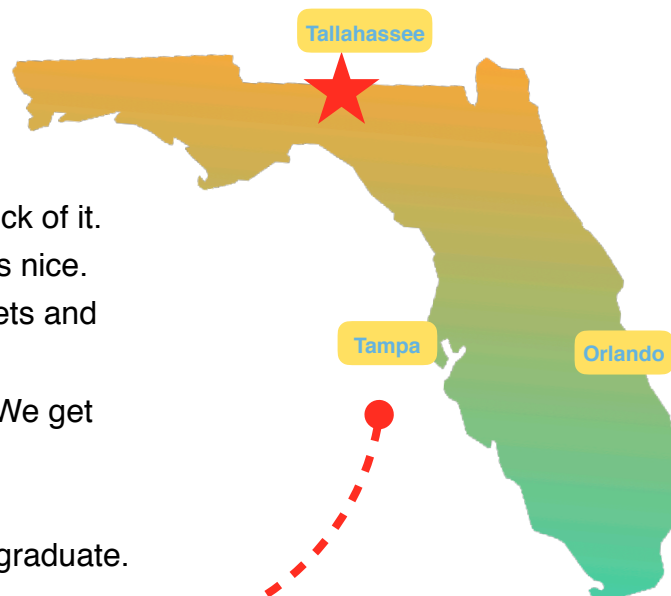 Tallahassee
ck of it.
s nice.
ets and
Tampa
Orlando
We get
graduate.